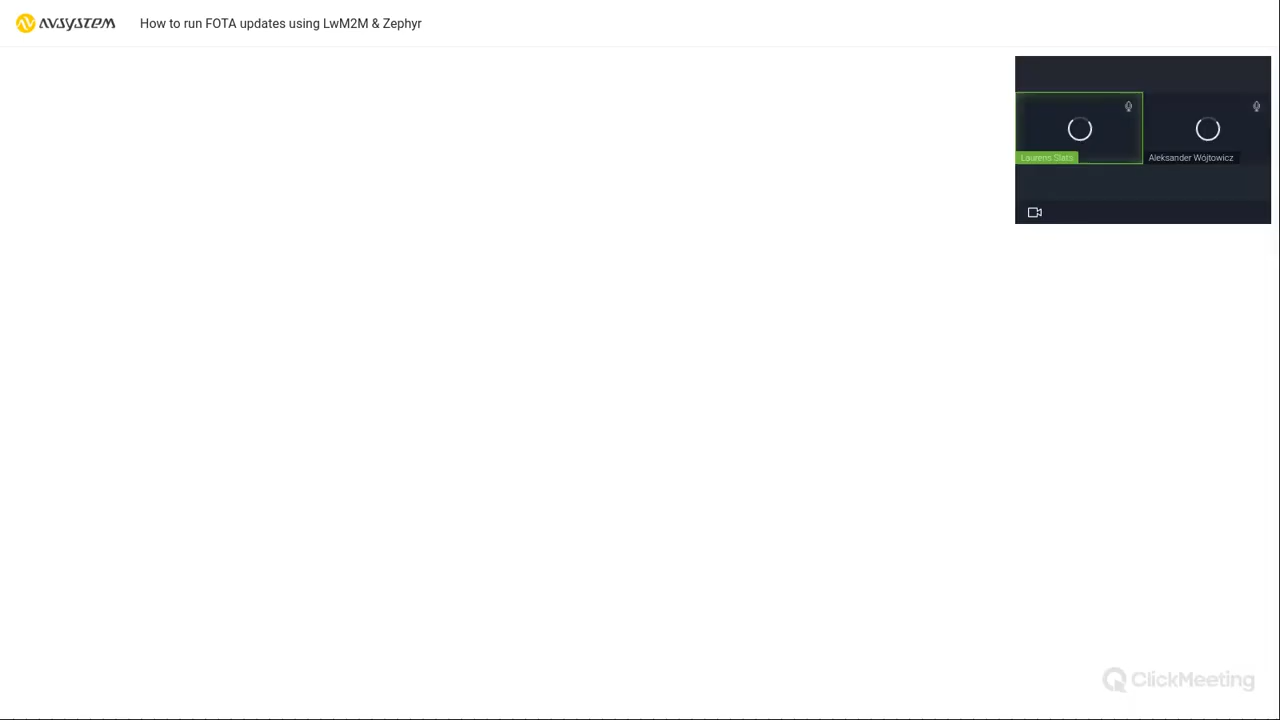 AVSYSTEM How to run FOTA updates using LwM2M & Zephyr
Laurens Slats Aleksander Wójtowicz
ClickMeeting